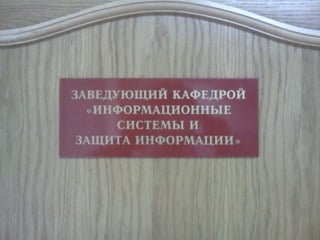 ЗАВЕДУЮЩИЙ КАФЕДРОЙ
«ИНФОРМАЦИОННЫЕ
СИСТЕМЫ И
ЗАЩИТА ИНФОРМАЦИИ»